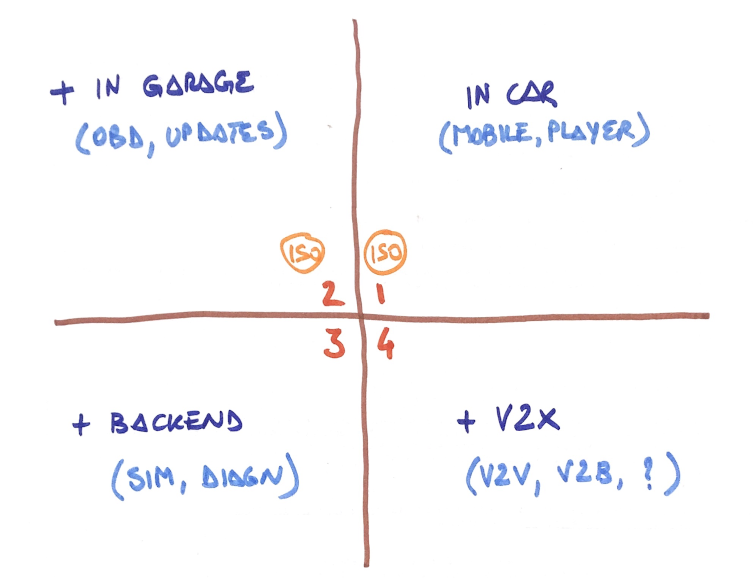 + IN GARAGE
(OBD, UPDATES)
IN CAR
(MOBILE, PLAYER)
ISO
ISO
2
1
3
4
+ BACKEND
(SIM, DIAGN)
+ V2X
(V2V, V2B, ?)